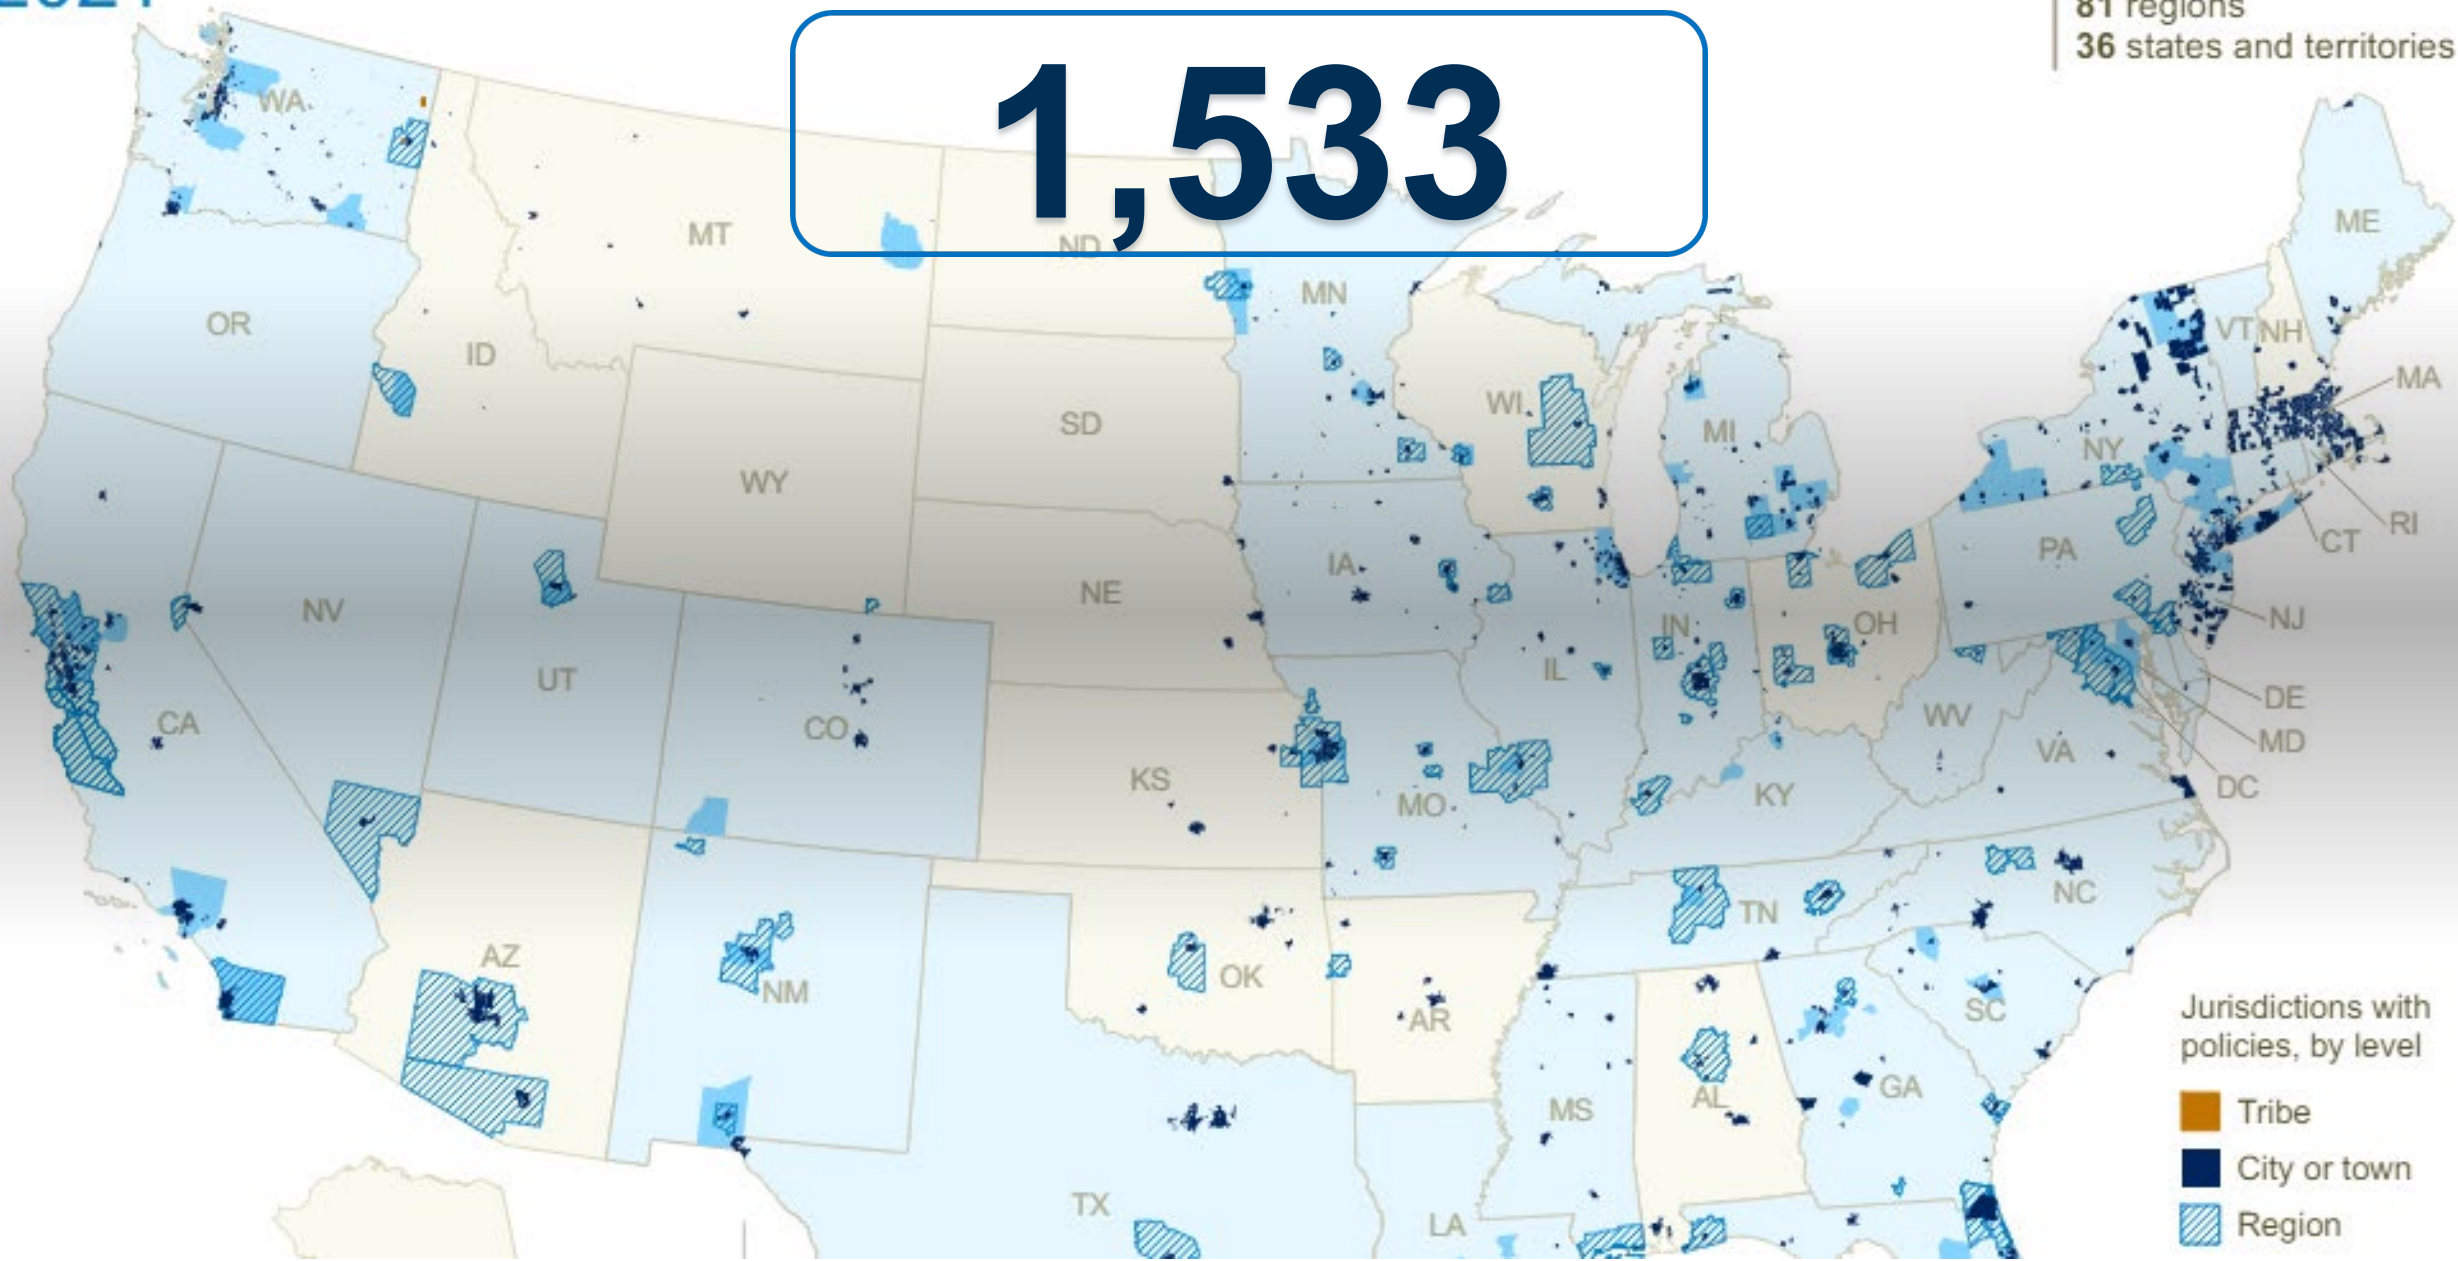 1,533
81 regions
36 states and territories
WA
MT
ND
MN
ME
OR
ID
VT
NH
MA
SD
WI
MI
NY
WY
RI
CT
IA
PA
NE
NV
NJ
UT
IL
IN
OH
DE
CA
CO
WV
MD
KS
VA
DC
MO
KY
AZ
NM
OK
TN
NC
AR
SC
MS
AL
GA
TX
LA
Jurisdictions with
policies, by level
Tribe
City or town
Region